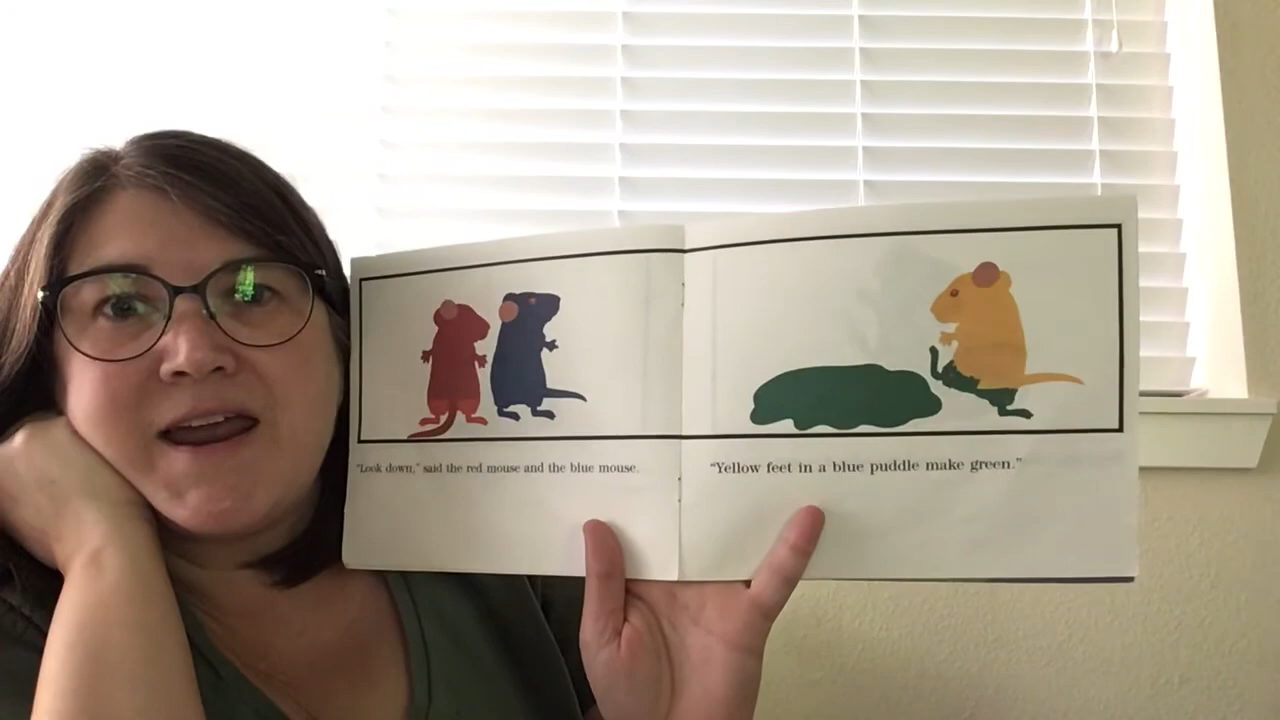 "Look down," said the red mouse and the blue mouse.
"Yellow feet in a blue puddle make green."